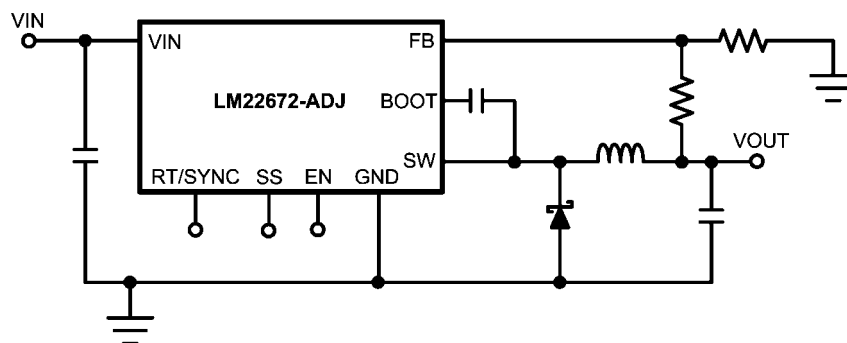 VIN
VIN
FB
LM22672-ADJ
BOOT
SW
VOUT
RT/SYNC SS EN GND